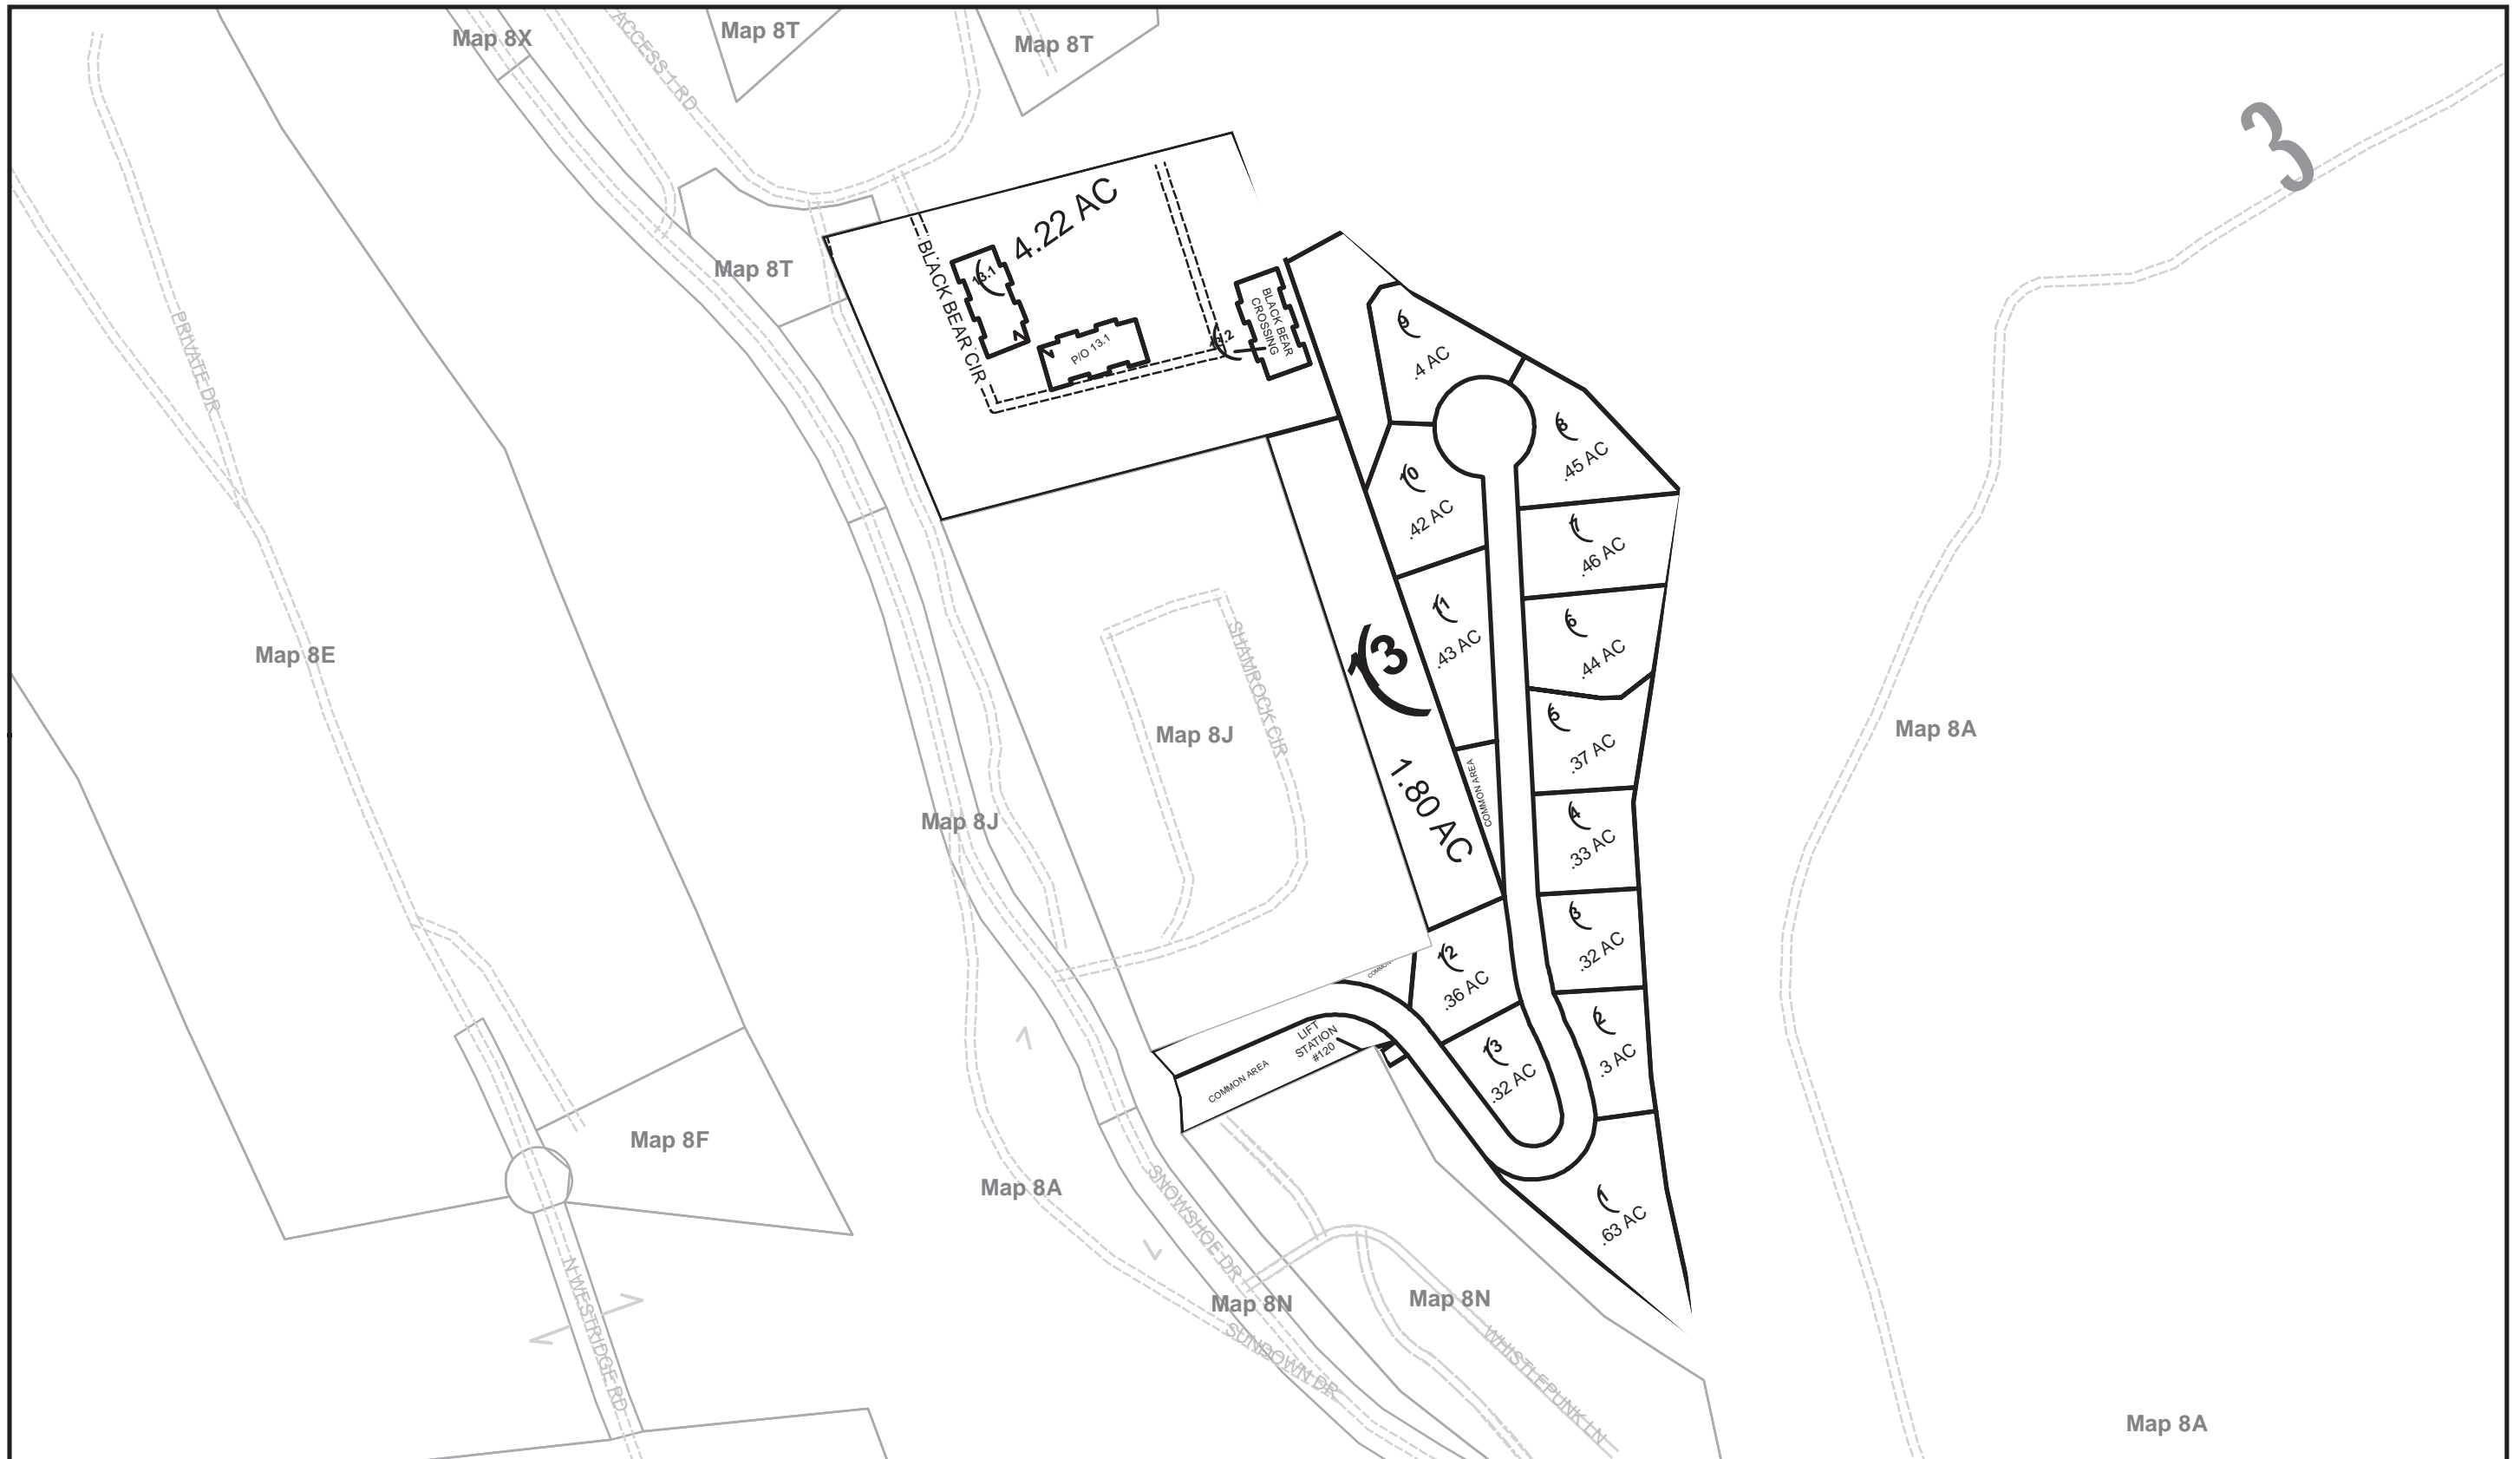 Map 8X
ACCESS 1 RD
Map 8T
Map 8T
3
4.22 AC
BLACK BEAR CIR
13.1
P/O 13.1
13.2
BLACK BEAR
CROSSING
Map 8T
PRIVATE DR
9
.4 AC
8
.45 AC
10
.42 AC
7
.46 AC
11
.43 AC
6
.44 AC
13
1.80 AC
SHAMROCK CIR
Map 8E
Map 8J
Map 8J
5
.37 AC
Map 8A
COMMON AREA
4
.33 AC
3
.32 AC
12
.36 AC
COMMON
2
.3 AC
13
.32 AC
LIFT
STATION
#120
COMMON AREA
Map 8F
Map 8A
SNOWSHOE DR
1
.63 AC
N WESTRIDGE RD
Map 8N
Map 8N
SUNDOWN DR
WHISTLEPUNK LN
Map 8A